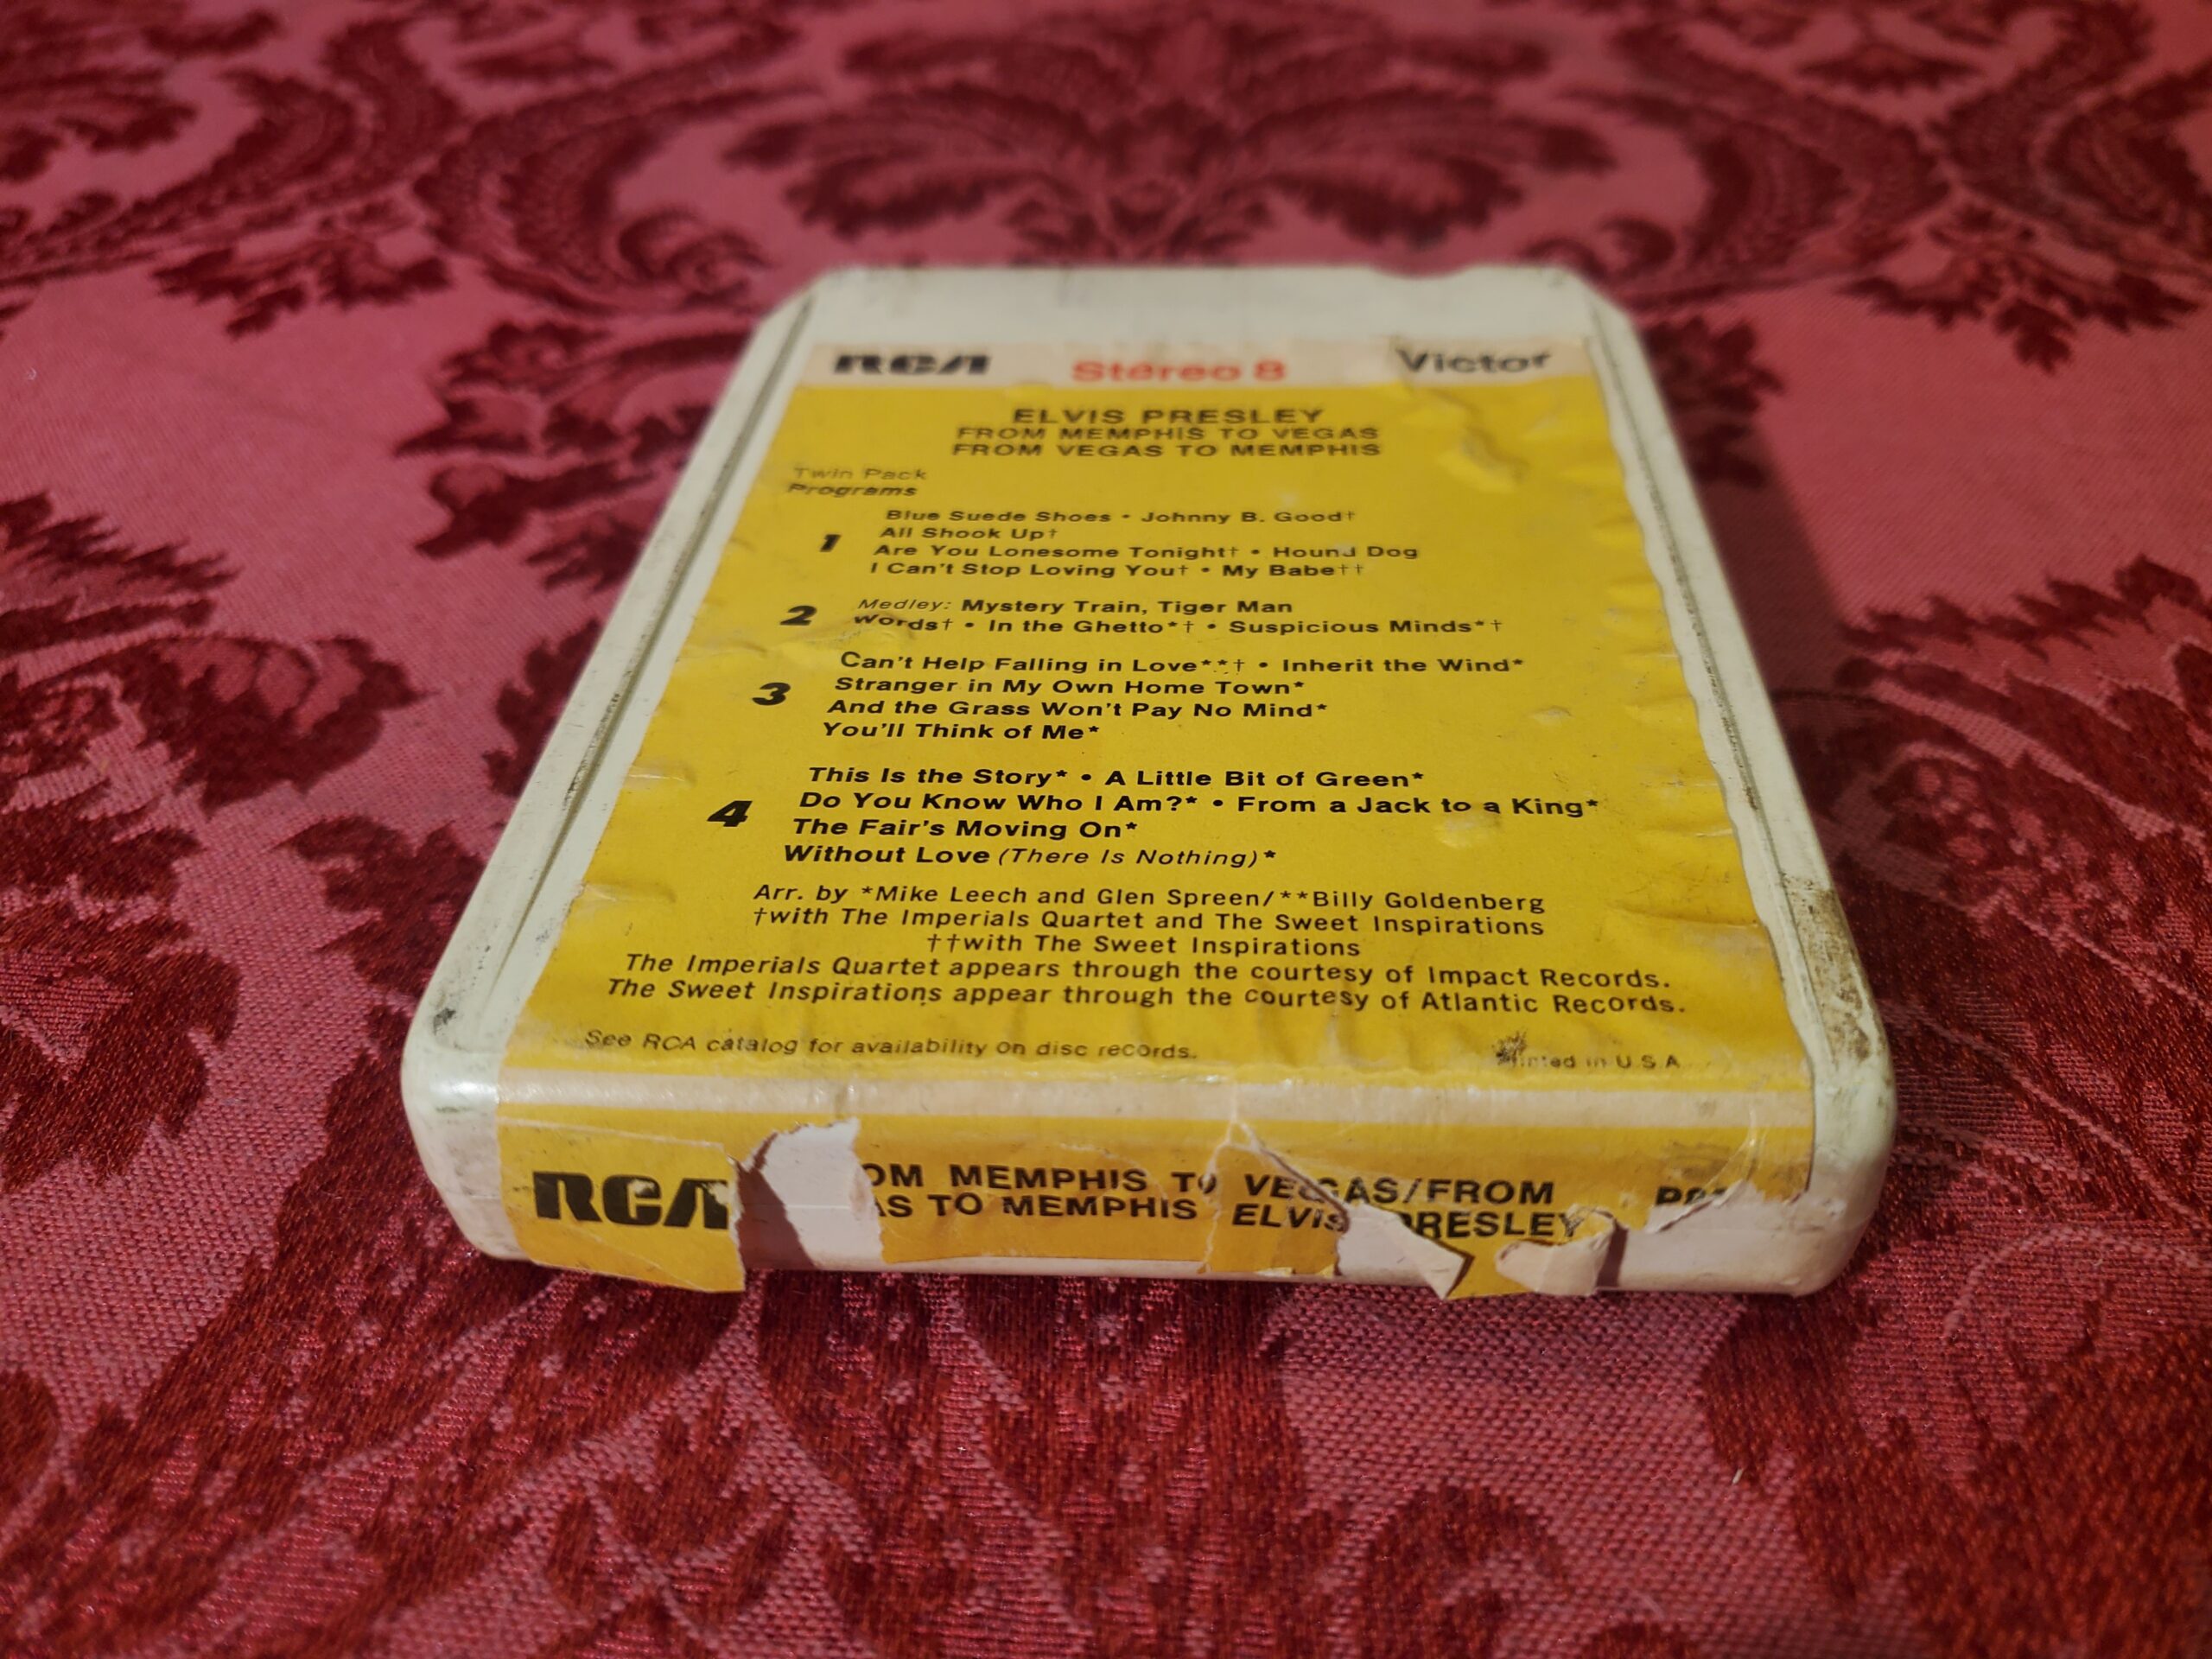 RCA Stereo 8 Victor
ELVIS PRESLEY
FROM MEMPHIS TO VEGAS
FROM VEGAS TO MEMPHIS
Twin Pack
Programs
1
Blue Suede Shoes • Johnny B. Good†
All Shook Up†
Are You Lonesome Tonight† • Hound Dog
I Can't Stop Loving You† • My Babe††
2
Medley: Mystery Train, Tiger Man
Words† • In the Ghetto*† • Suspicious Minds*†
3
Can't Help Falling in Love**† • Inherit the Wind*
Stranger in My Own Home Town*
And the Grass Won't Pay No Mind*
You'll Think of Me*
4
This Is the Story* • A Little Bit of Green*
Do You Know Who I Am?* • From a Jack to a King*
The Fair's Moving On*
Without Love (There Is Nothing)*
Arr. by *Mike Leech and Glen Spreen/**Billy Goldenberg
†with The Imperials Quartet and The Sweet Inspirations
††with The Sweet Inspirations
The Imperials Quartet appears through the courtesy of Impact Records.
The Sweet Inspirations appear through the courtesy of Atlantic Records.
See RCA catalog for availability on disc records. Printed in U.S.A.
RCA
OM MEMPHIS TO VEGAS/FROM
AS TO MEMPHIS ELVIS PRESLEY